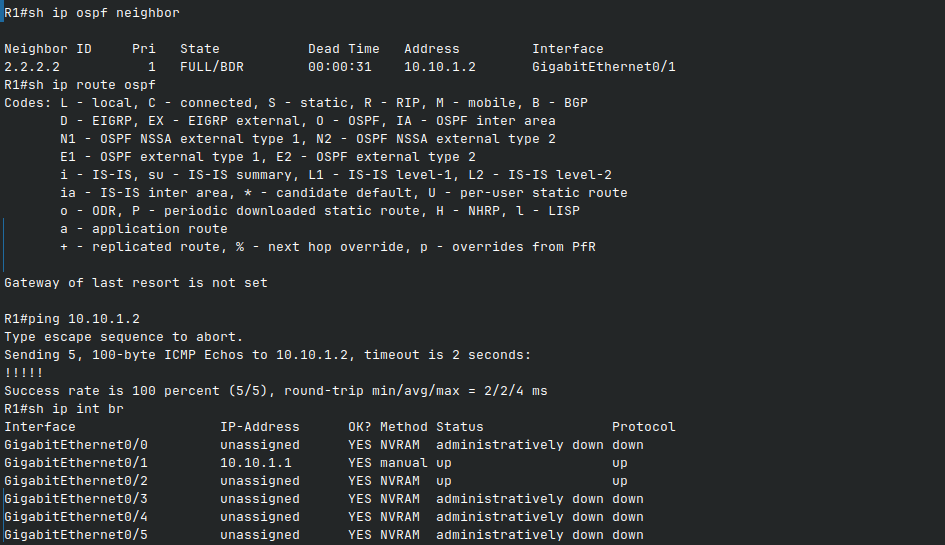 R1#sh ip ospf neighbor
Neighbor ID     Pri   State           Dead Time   Address         Interface
2.2.2.2           1   FULL/BDR        00:00:31    10.10.1.2       GigabitEthernet0/1
R1#sh ip route ospf
Codes: L - local, C - connected, S - static, R - RIP, M - mobile, B - BGP
       D - EIGRP, EX - EIGRP external, O - OSPF, IA - OSPF inter area
       N1 - OSPF NSSA external type 1, N2 - OSPF NSSA external type 2
       E1 - OSPF external type 1, E2 - OSPF external type 2
       i - IS-IS, su - IS-IS summary, L1 - IS-IS level-1, L2 - IS-IS level-2
       ia - IS-IS inter area, * - candidate default, U - per-user static route
       o - ODR, P - periodic downloaded static route, H - NHRP, l - LISP
       a - application route
       + - replicated route, % - next hop override, p - overrides from PfR
Gateway of last resort is not set
R1#ping 10.10.1.2
Type escape sequence to abort.
Sending 5, 100-byte ICMP Echos to 10.10.1.2, timeout is 2 seconds:
!!!!!
Success rate is 100 percent (5/5), round-trip min/avg/max = 2/2/4 ms
R1#sh ip int br
Interface                  IP-Address      OK? Method Status                Protocol
GigabitEthernet0/0         unassigned      YES NVRAM  administratively down down
GigabitEthernet0/1         10.10.1.1       YES manual up                    up
GigabitEthernet0/2         unassigned      YES NVRAM  up                    up
GigabitEthernet0/3         unassigned      YES NVRAM  administratively down down
GigabitEthernet0/4         unassigned      YES NVRAM  administratively down down
GigabitEthernet0/5         unassigned      YES NVRAM  administratively down down